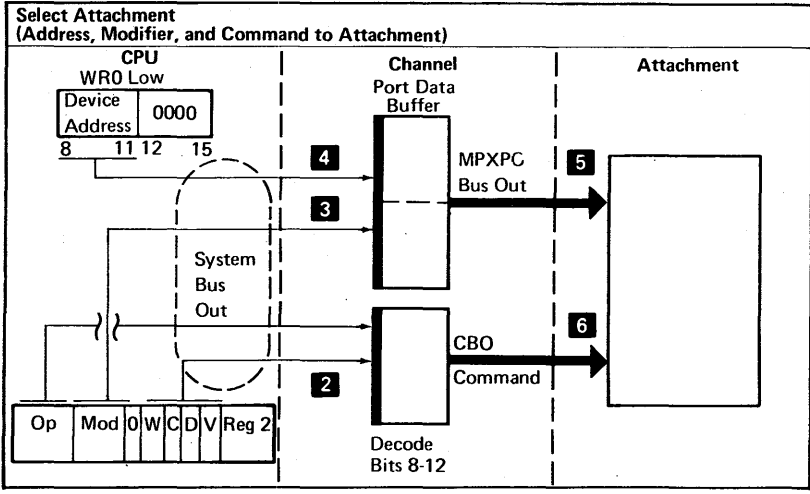 Select Attachment
(Address, Modifier, and Command to Attachment)
CPU
WR0 Low
Device
Address
0000
8 11 12 15
Channel
Port Data
Buffer
Attachment
4
3
MPXPC
Bus Out
5
System
Bus
Out
2
CBO
Command
6
Op Mod 0 W C D V Reg 2
Decode
Bits 8-12